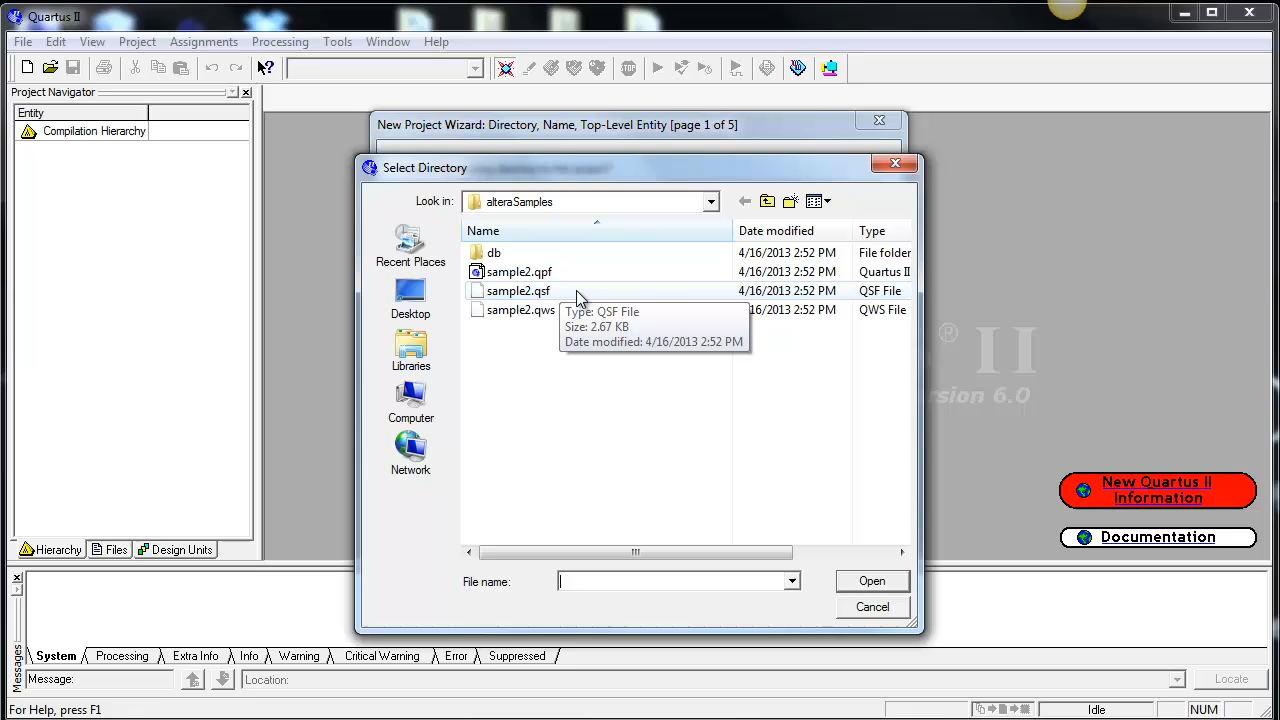 Quartus II
File Edit View Project Assignments Processing Tools Window Help
Project Navigator
Entity
Compilation Hierarchy
New Project Wizard: Directory, Name, Top-Level Entity [page 1 of 5]
Select Directory
Look in: alteraSamples
Name Date modified Type
db 4/16/2013 2:52 PM File folder
sample2.qpf 4/16/2013 2:52 PM Quartus II
sample2.qsf 4/16/2013 2:52 PM QSF File
sample2.qws 4/16/2013 2:52 PM QWS File
Type: QSF File
Size: 2.67 KB
Date modified: 4/16/2013 2:52 PM
Recent Places
Desktop
Libraries
Computer
Network
File name:
Open
Cancel
® II
rsion 6.0
New Quartus II
Information
Documentation
Hierarchy Files Design Units
Messages
System Processing Extra Info Info Warning Critical Warning Error Suppressed
Message: Location: Locate
For Help, press F1 Idle NUM